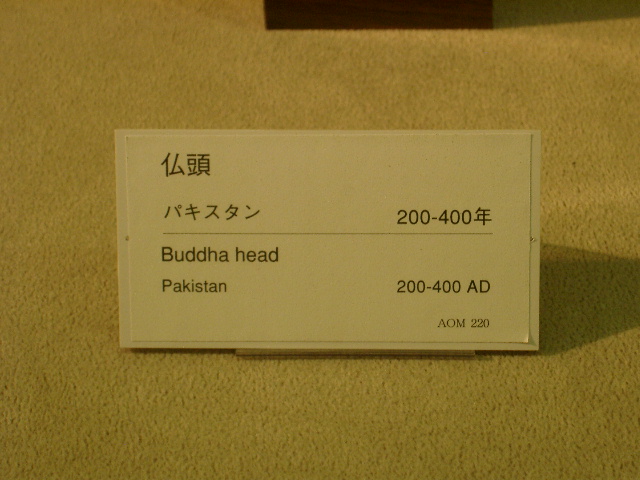 仏頭
パキスタン 200-400年
Buddha head
Pakistan 200-400 AD
AOM 220